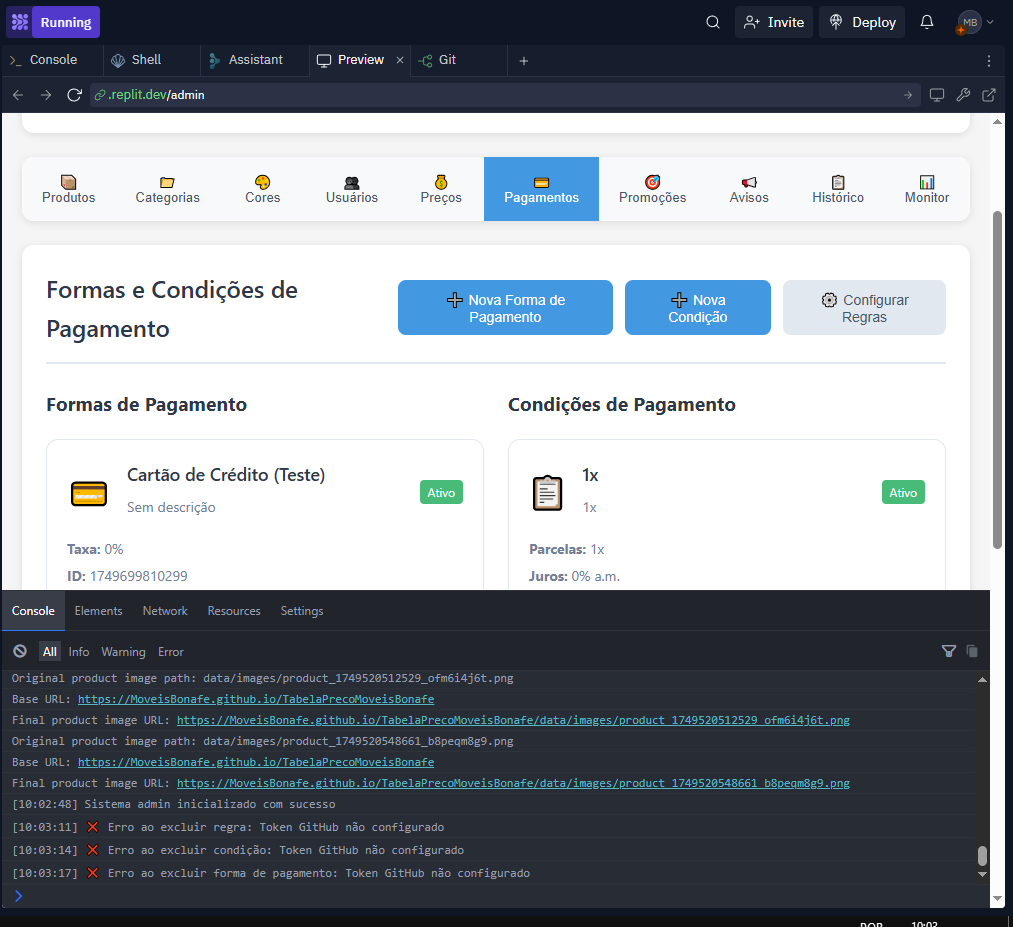 Running
Invite
Deploy
MB
Console
Shell
Assistant
Preview
Git
.replit.dev/admin
Produtos
Categorias
Cores
Usuários
Preços
Pagamentos
Promoções
Avisos
Histórico
Monitor
Formas e Condições de
Pagamento
Nova Forma de
Pagamento
Nova
Condição
Configurar
Regras
Formas de Pagamento
Condições de Pagamento
Cartão de Crédito (Teste)
Sem descrição
Ativo
Taxa: 0%
ID: 1749699810299
1x
1x
Ativo
Parcelas: 1x
Juros: 0% a.m.
Console
Elements
Network
Resources
Settings
All
Info
Warning
Error
Original product image path: data/images/product_1749520512529_ofm6i4j6t.png
Base URL: https://MoveisBonafe.github.io/TabelaPrecoMoveisBonafe
Final product image URL: https://MoveisBonafe.github.io/TabelaPrecoMoveisBonafe/data/images/product_1749520512529_ofm6i4j6t.png
Original product image path: data/images/product_1749520548661_b8peqm8g9.png
Base URL: https://MoveisBonafe.github.io/TabelaPrecoMoveisBonafe
Final product image URL: https://MoveisBonafe.github.io/TabelaPrecoMoveisBonafe/data/images/product_1749520548661_b8peqm8g9.png
[10:02:48] Sistema admin inicializado com sucesso
[10:03:11] ❌ Erro ao excluir regra: Token GitHub não configurado
[10:03:14] ❌ Erro ao excluir condição: Token GitHub não configurado
[10:03:17] ❌ Erro ao excluir forma de pagamento: Token GitHub não configurado